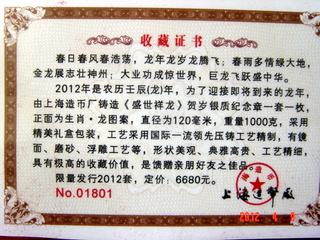 收藏证书
春日春风春浩荡，龙年龙岁龙腾飞；春雨多情绿大地，
金龙展志壮神州；大业功成惊世界，巨龙飞跃盛中华。
2012年是农历壬辰(龙)年，为了迎接即将到来的龙年，
由上海造币厂铸造《盛世祥龙》贺岁银质纪念章一套一枚，
正面为生肖·龙图案，直径为120毫米，重量1000克，采用
精美礼盒包装，工艺采用国际一流领先压铸工艺精制，有镜
面、磨砂、浮雕工艺等，形状美观、典雅高贵、工艺精细，
具有极高的收藏价值，是馈赠亲朋好友之佳品。
限量发行2012套，定价：6680元。
No.01801
上海造币厰
2012 4 8